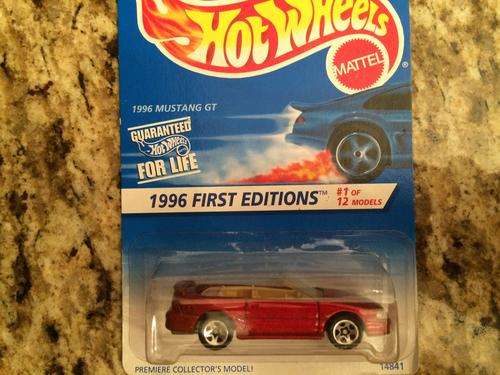 Hot Wheels
MATTEL
®
1996 MUSTANG GT
GUARANTEED
Hot Wheels
FOR LIFE
1996 FIRST EDITIONS™
#1 OF
12 MODELS
PREMIERE COLLECTOR'S MODEL!
14841